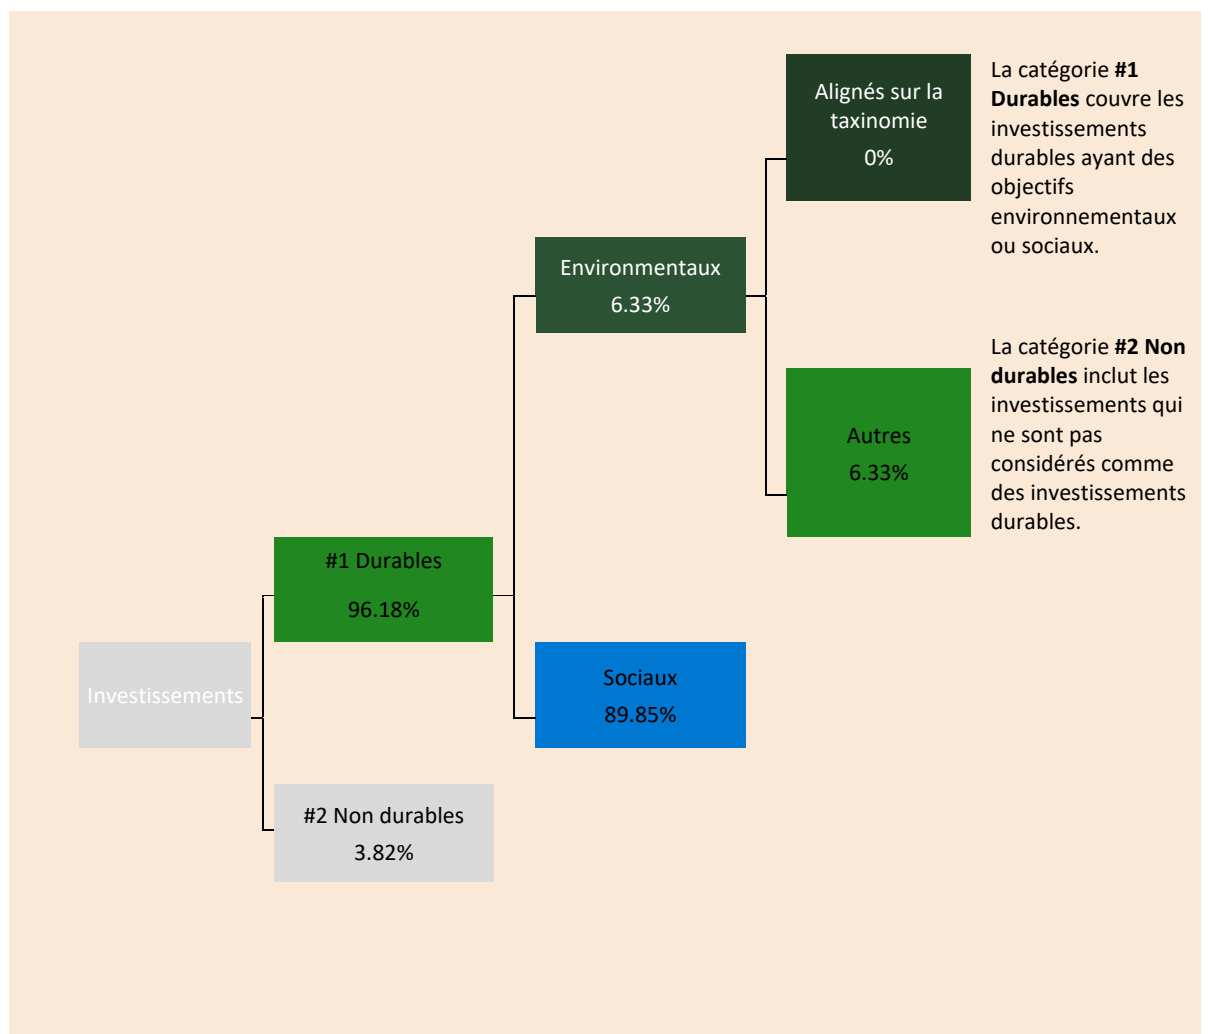 Alignés sur la
taxinomie
0%
La catégorie #1
Durables couvre les
investissements
durables ayant des
objectifs
environnementaux
ou sociaux.
Environmentaux
6.33%
La catégorie #2 Non
durables inclut les
investissements qui
ne sont pas
considérés comme
des investissements
durables.
Autres
6.33%
#1 Durables
96.18%
Sociaux
89.85%
Investissements
#2 Non durables
3.82%